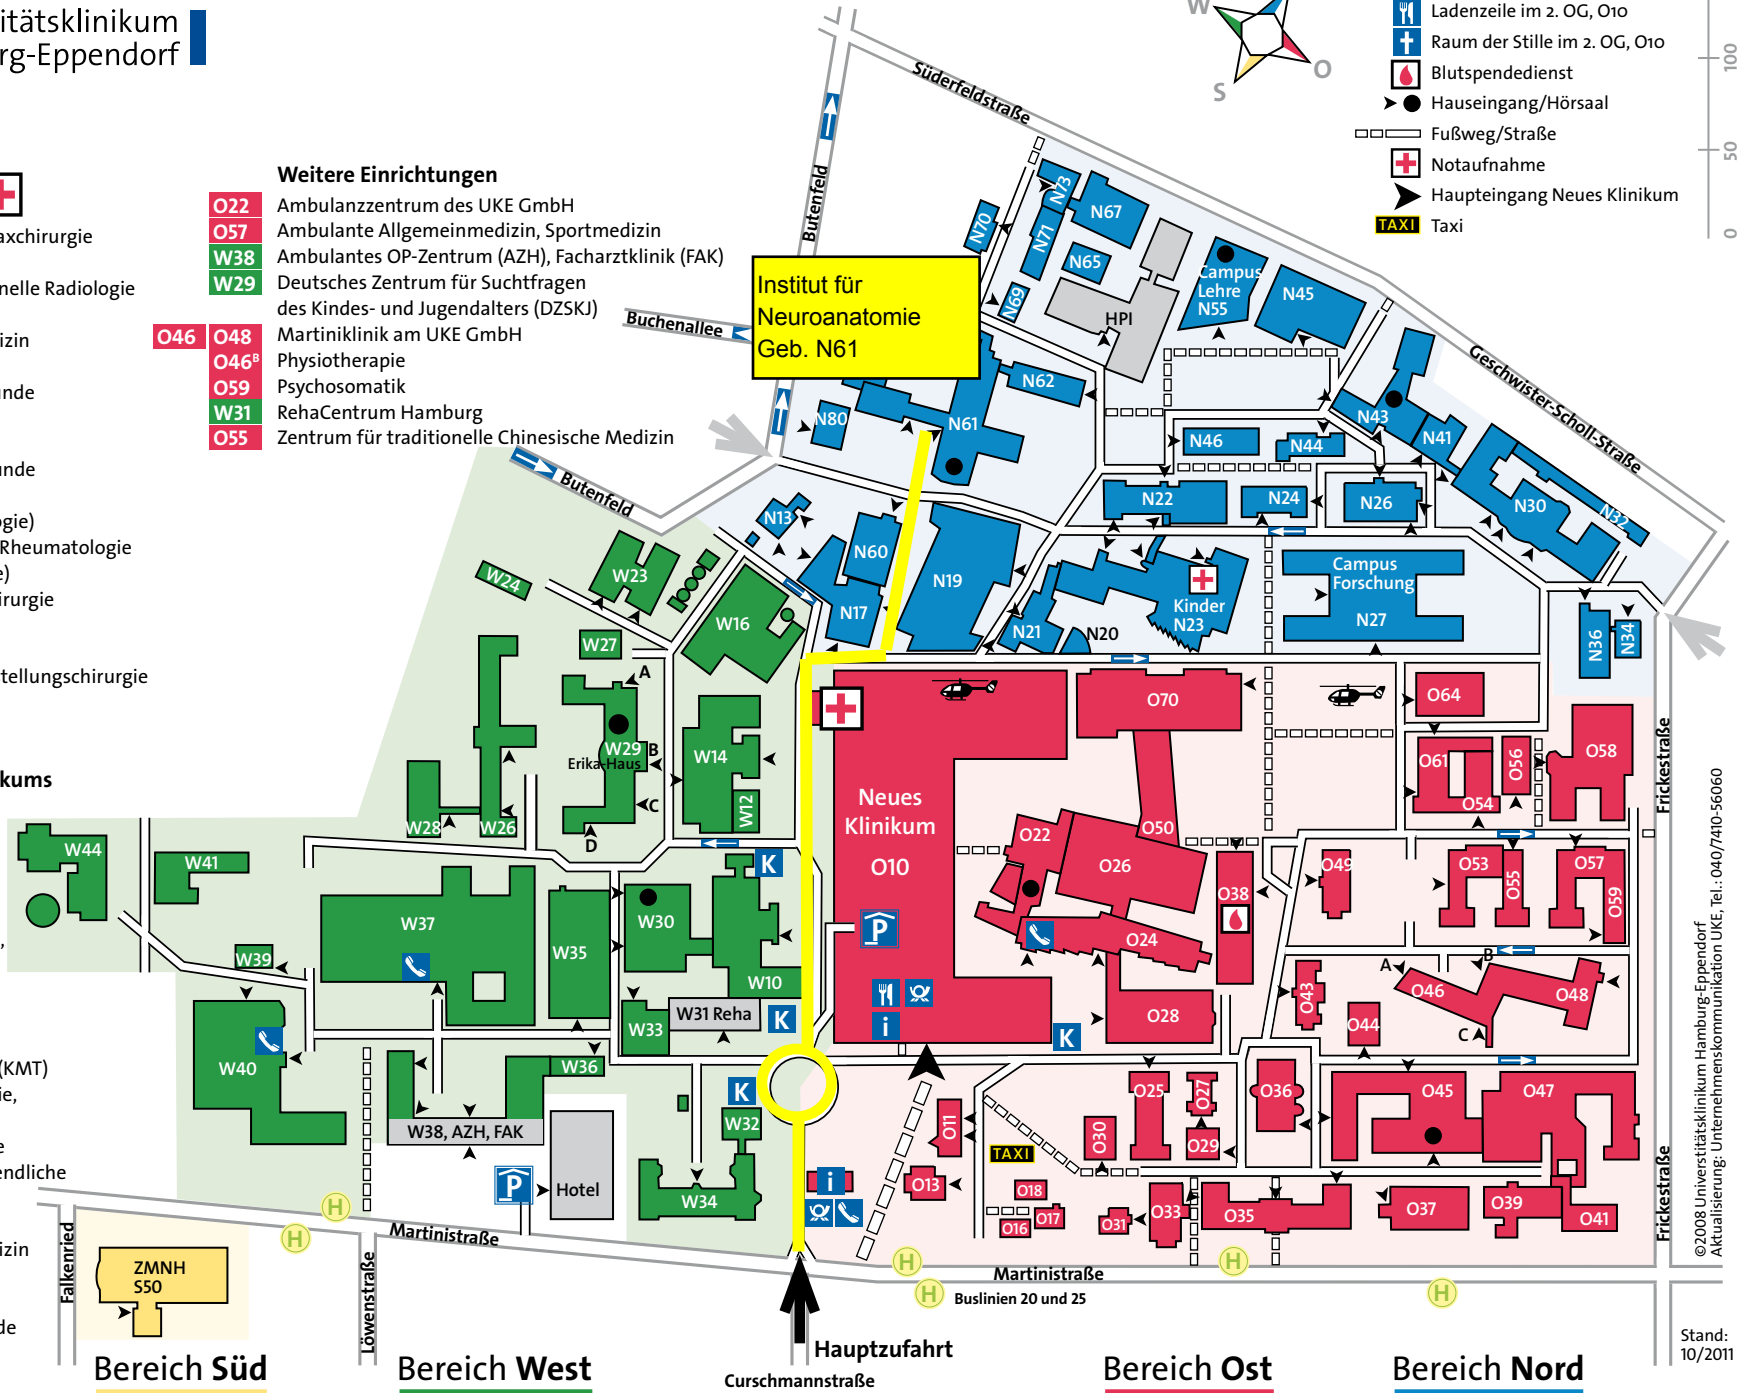 itätsklinikum
rg-Eppendorf
W
S
O
Ladenzeile im 2. OG, O10
Raum der Stille im 2. OG, O10
Blutspendedienst
Hauseingang/Hörsaal
Fußweg/Straße
Notaufnahme
Haupteingang Neues Klinikum
TAXI Taxi
100
50
0
Weitere Einrichtungen
O22 Ambulanzzentrum des UKE GmbH
O57 Ambulante Allgemeinmedizin, Sportmedizin
W38 Ambulantes OP-Zentrum (AZH), Facharztklinik (FAK)
W29 Deutsches Zentrum für Suchtfragen
des Kindes- und Jugendalters (DZSKJ)
O46 O48 Martiniklinik am UKE GmbH
O46B Physiotherapie
O59 Psychosomatik
W31 RehaCentrum Hamburg
O55 Zentrum für traditionelle Chinesische Medizin
axchirurgie
nelle Radiologie
izin
unde
unde
ogie)
Rheumatologie
e)
irurgie
tellungschirurgie
kums
,
(KMT)
ie,
e
endliche
izin
de
Institut für
Neuroanatomie
Geb. N61
Süderfeldstraße
Butenfeld
Buchenallee
Butenfeld
Geschwister-Scholl-Straße
N73
N67
N70
N71
N65
N69
HPI
Campus
Lehre
N55
N45
N62
N61
N80
N43
N41
N46
N44
N22
N24
N26
N30
N32
N13
N60
N17
N19
N21
N20
Kinder
N23
Campus
Forschung
N27
N36
N34
W24
W23
W16
W27
A
W29
Erika-Haus
B
C
D
W14
W12
W28
W26
W44
W41
W37
W39
W35
W30
W10
W31 Reha
W33
W40
W36
W38, AZH, FAK
W32
W34
Hotel
P
K
K
K
K
Neues
Klinikum
O10
P
i
O70
O50
O22
O26
O24
O28
O38
O64
O61
O54
O56
O58
O49
O53
O55
O57
O59
O43
A
B
C
O46
O48
O44
O25
O27
O29
O30
O36
O45
O47
O11
O13
TAXI
O18
O17
O16
O31
O33
O35
O37
O39
O41
i
H
H
H
H
H
H
Martinistraße
Martinistraße
Buslinien 20 und 25
Falkenried
Löwenstraße
Frickestraße
Frickestraße
ZMNH
S50
Hauptzufahrt
Curschmannstraße
Bereich Süd
Bereich West
Bereich Ost
Bereich Nord
©2008 Universitätsklinikum Hamburg-Eppendorf
Aktualisierung: Unternehmenskommunikation UKE, Tel.: 040/7410-56060
Stand:
10/2011